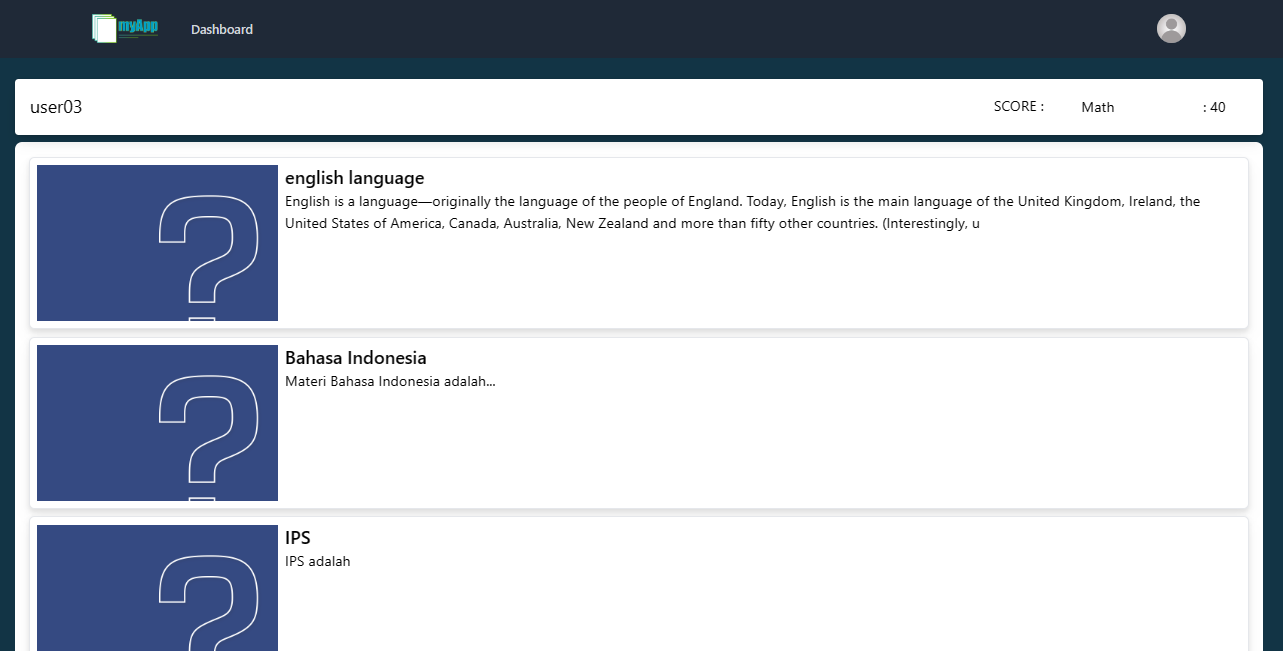 myApp
Dashboard
user03
SCORE :
Math : 40
english language
English is a language—originally the language of the people of England. Today, English is the main language of the United Kingdom, Ireland, the
United States of America, Canada, Australia, New Zealand and more than fifty other countries. (Interestingly, u
Bahasa Indonesia
Materi Bahasa Indonesia adalah...
IPS
IPS adalah